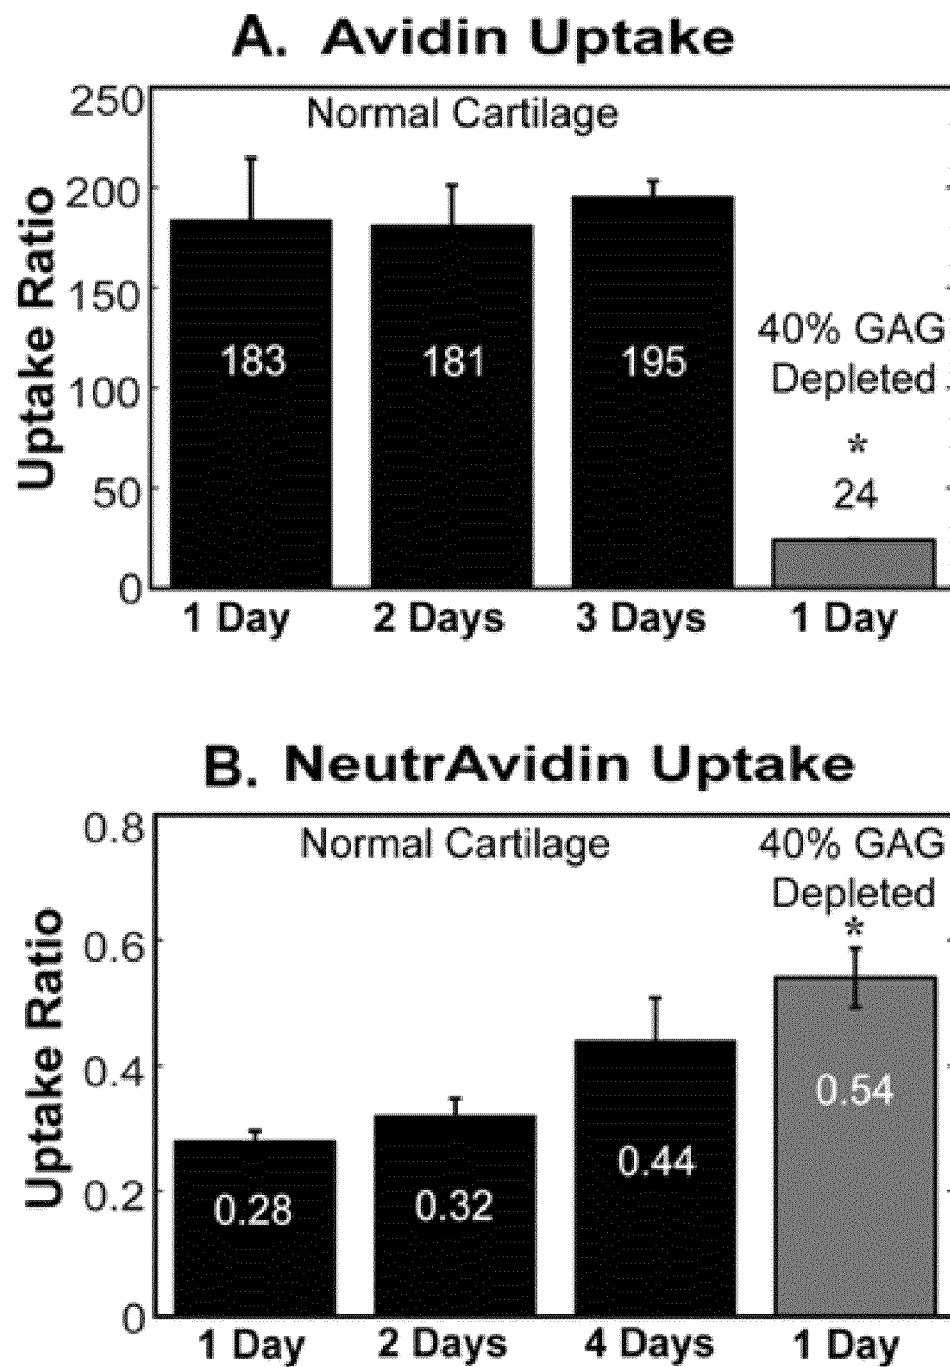 A. Avidin Uptake
Normal Cartilage
250
200
150
100
50
0
Uptake Ratio
183
181
195
40% GAG
Depleted
*
24
1 Day
2 Days
3 Days
1 Day
B. NeutrAvidin Uptake
Normal Cartilage
40% GAG
Depleted
*
0.8
0.6
0.4
0.2
0
Uptake Ratio
0.28
0.32
0.44
0.54
1 Day
2 Days
4 Days
1 Day